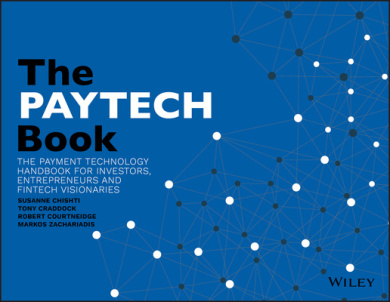 The
PAYTECH
Book
THE PAYMENT TECHNOLOGY
HANDBOOK FOR INVESTORS,
ENTREPRENEURS AND
FINTECH VISIONARIES
SUSANNE CHISHTI
TONY CRADDOCK
ROBERT COURTNEIDGE
MARKOS ZACHARIADIS
WILEY